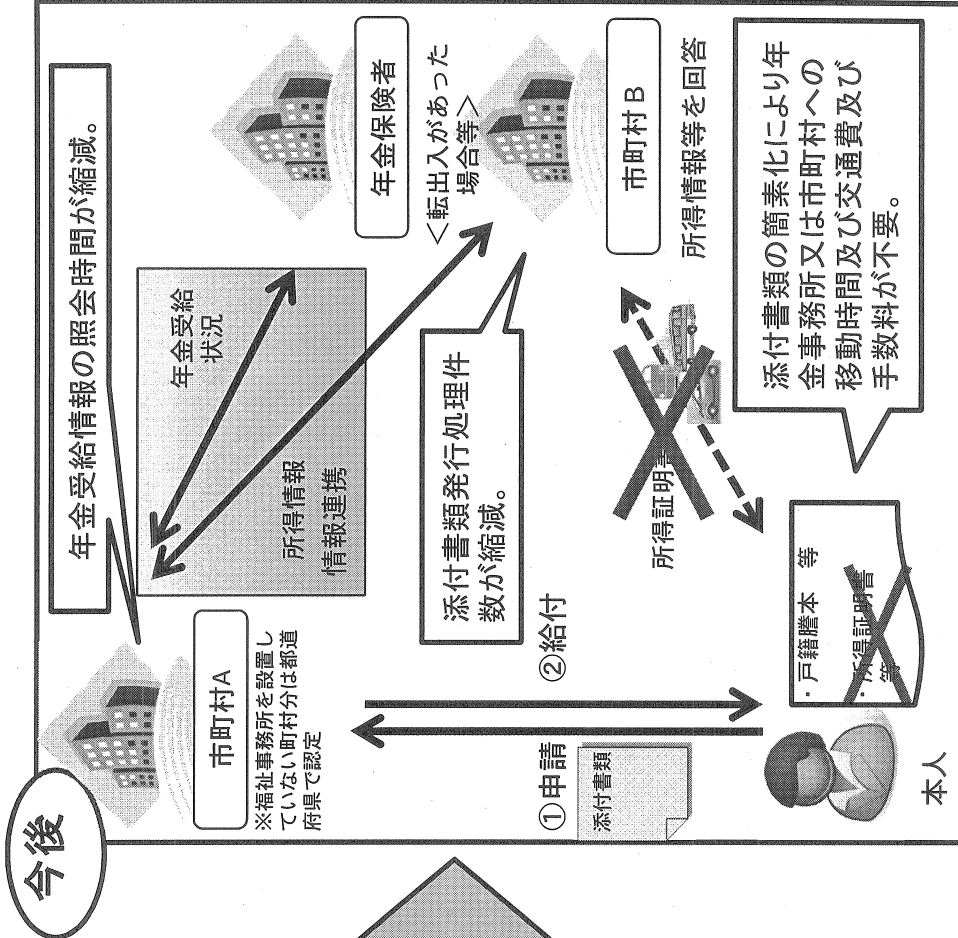 今後
年金受給情報の照会時間が縮減。
市町村A
※福祉事務所を設置し
ていない町村分は都道
府県で認定
年金受給
状況
所得情報
情報連携
年金保険者
＜転出入があった
場合等＞
市町村B
所得情報等を回答
添付書類発行処理件
数が縮減。
①申請
添付書類
②給付
所得証明書
添付書類の簡素化により年
金事務所又は市町村への
移動時間及び交通費及び
手数料が不要。
・戸籍謄本 等
・所得証明書
等
本人